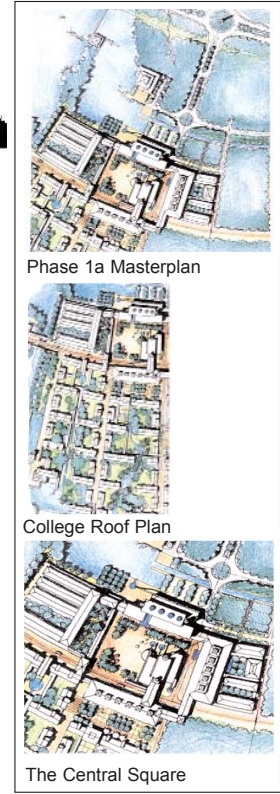 Phase 1a Masterplan
College Roof Plan
The Central Square